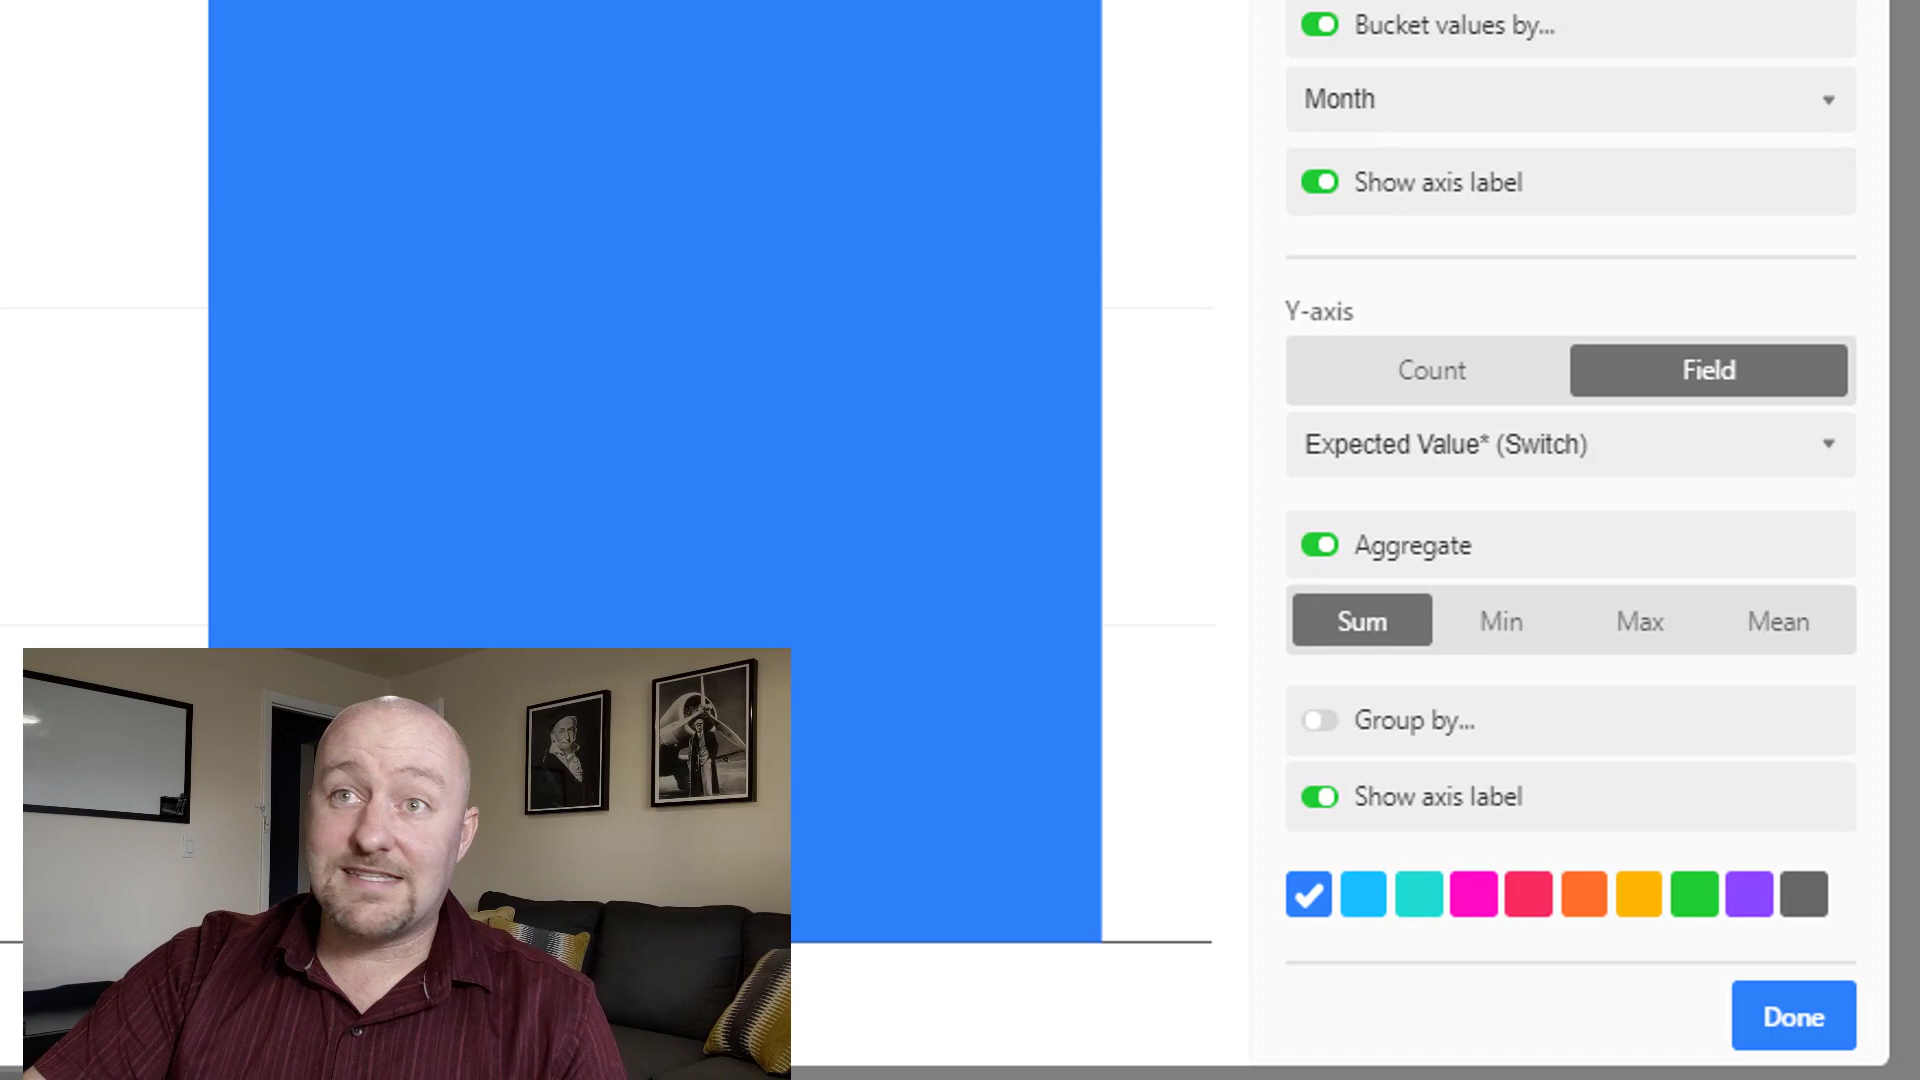 Bucket values by...
Month
Show axis label
Y-axis
Count Field
Expected Value* (Switch)
Aggregate
Sum Min Max Mean
Group by...
Show axis label
Done